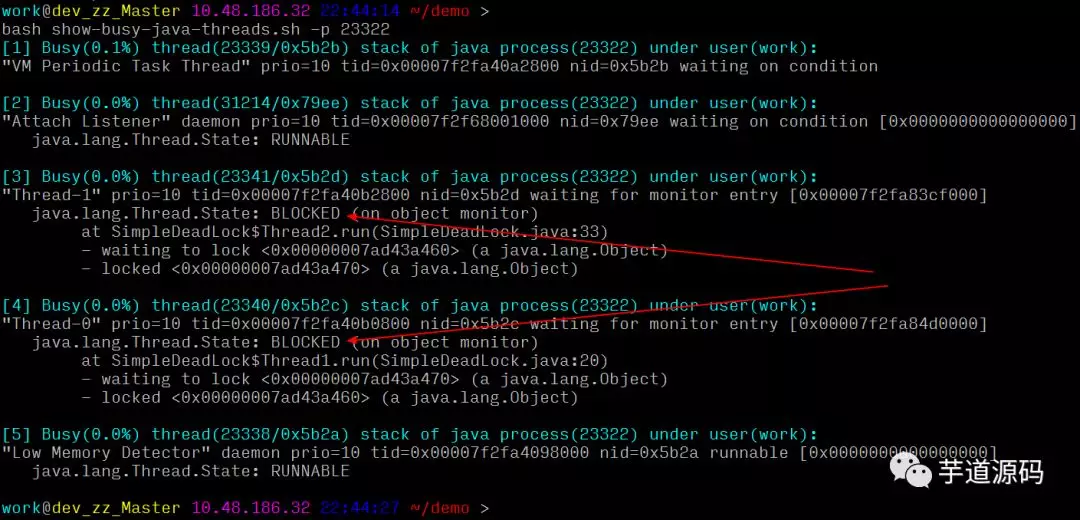 work@dev_zz_Master 10.48.186.32 22:44:14 ~/demo >
bash show-busy-java-threads.sh -p 23322
[1] Busy(0.1%) thread(23339/0x5b2b) stack of java process(23322) under user(work):
"VM Periodic Task Thread" prio=10 tid=0x00007f2fa40a2800 nid=0x5b2b waiting on condition
[2] Busy(0.0%) thread(31214/0x79ee) stack of java process(23322) under user(work):
"Attach Listener" daemon prio=10 tid=0x00007f2f68001000 nid=0x79ee waiting on condition [0x0000000000000000]
java.lang.Thread.State: RUNNABLE
[3] Busy(0.0%) thread(23341/0x5b2d) stack of java process(23322) under user(work):
"Thread-1" prio=10 tid=0x00007f2fa40b2800 nid=0x5b2d waiting for monitor entry [0x00007f2fa83cf000]
java.lang.Thread.State: BLOCKED (on object monitor)
at SimpleDeadLock$Thread2.run(SimpleDeadLock.java:33)
- waiting to lock <0x00000007ad43a460> (a java.lang.Object)
- locked <0x00000007ad43a470> (a java.lang.Object)
[4] Busy(0.0%) thread(23340/0x5b2c) stack of java process(23322) under user(work):
"Thread-0" prio=10 tid=0x00007f2fa40b0800 nid=0x5b2c waiting for monitor entry [0x00007f2fa84d0000]
java.lang.Thread.State: BLOCKED (on object monitor)
at SimpleDeadLock$Thread1.run(SimpleDeadLock.java:20)
- waiting to lock <0x00000007ad43a470> (a java.lang.Object)
- locked <0x00000007ad43a460> (a java.lang.Object)
[5] Busy(0.0%) thread(23338/0x5b2a) stack of java process(23322) under user(work):
"Low Memory Detector" daemon prio=10 tid=0x00007f2fa4098000 nid=0x5b2a runnable [0x0000000000000000]
java.lang.Thread.State: RUNNABLE
芋道源码
work@dev_zz_Master 10.48.186.32 22:44:27 ~/demo >